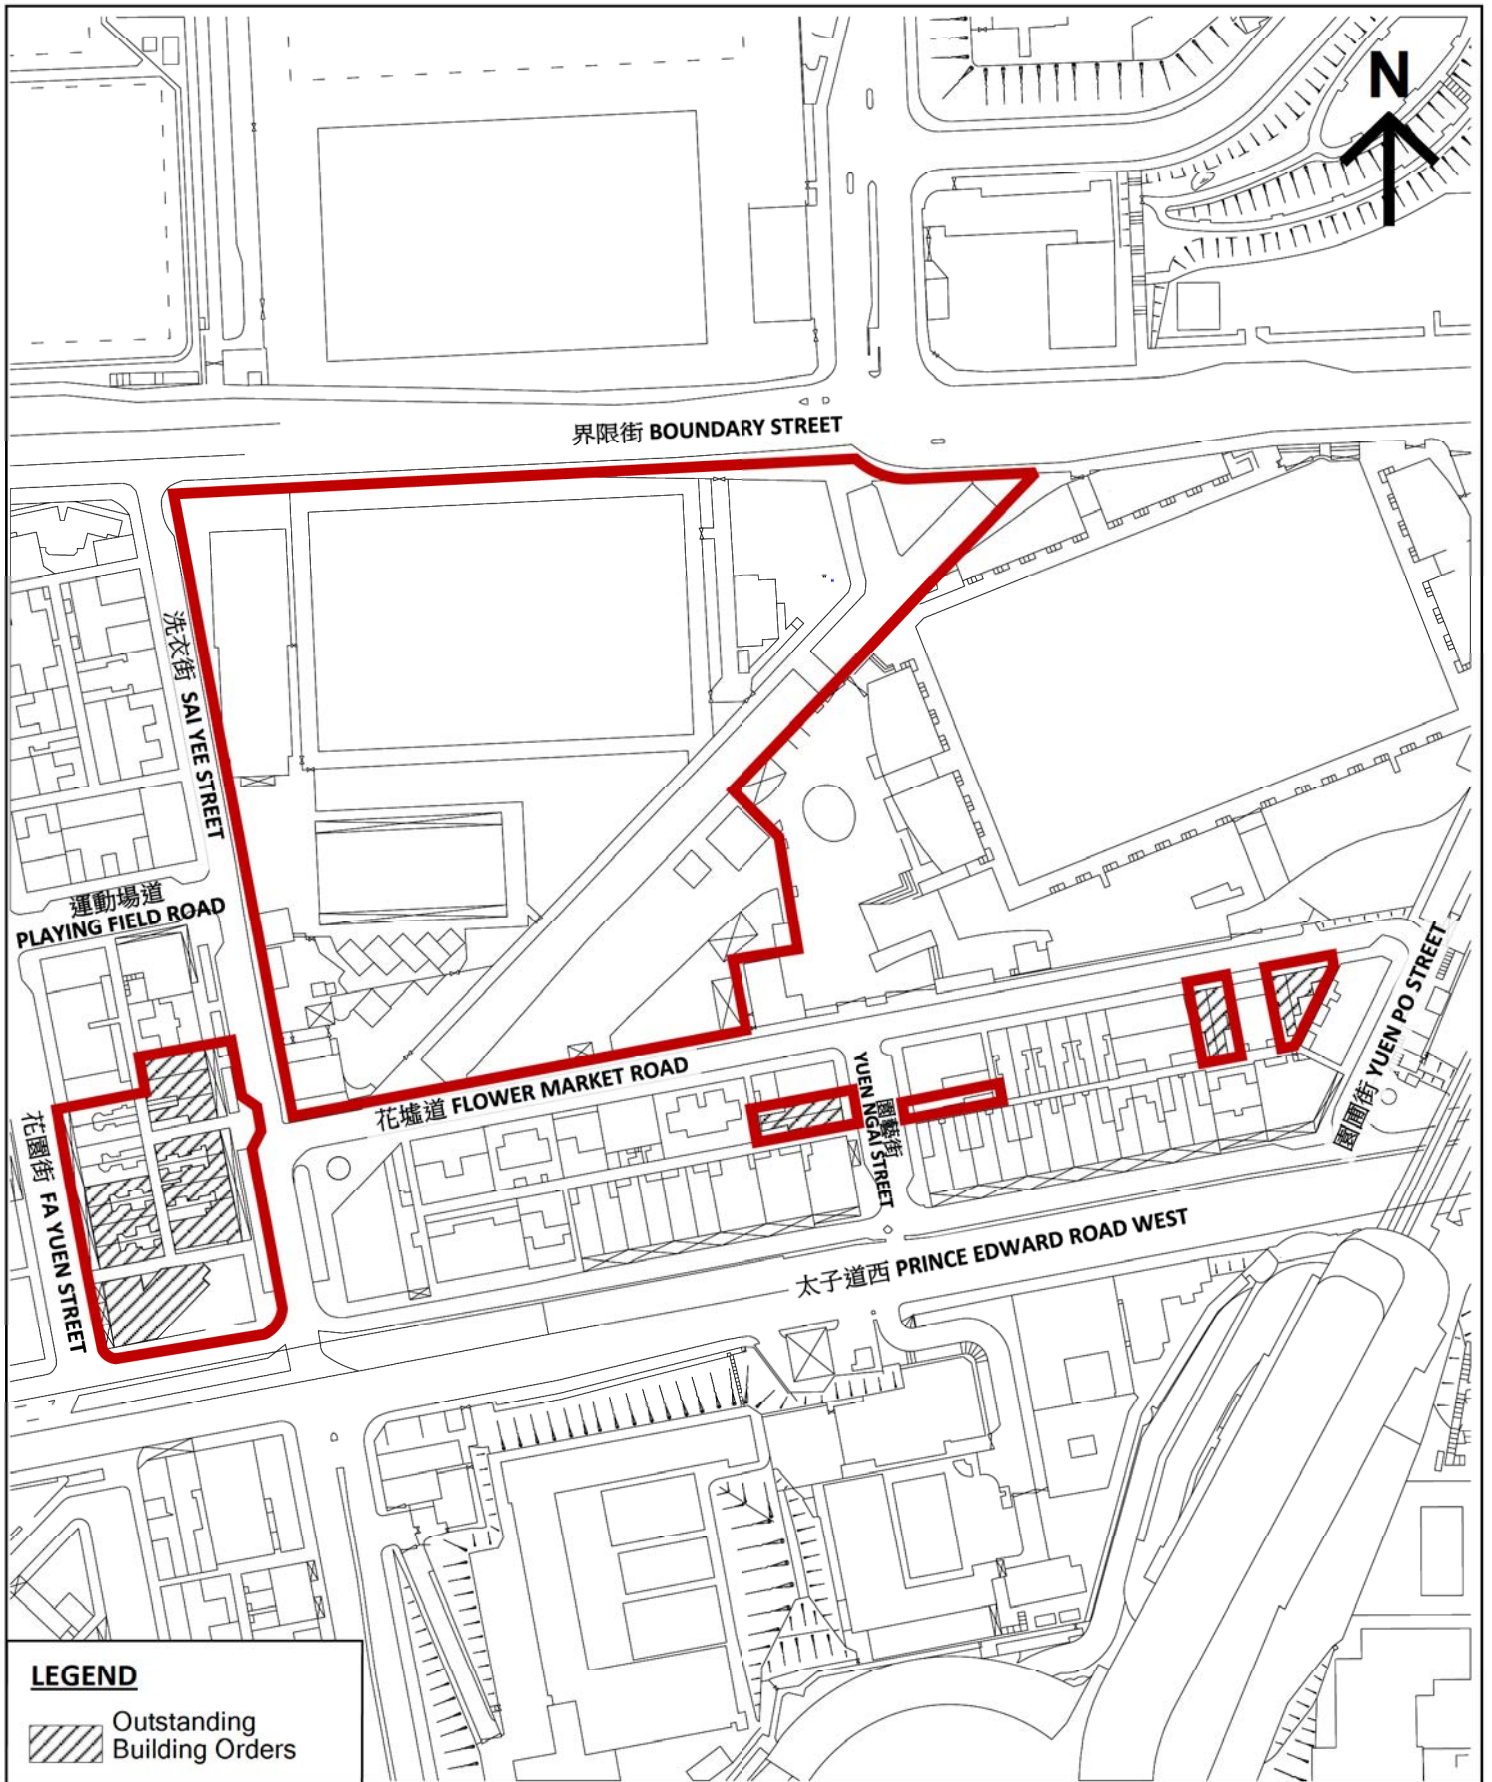 N
界限街 BOUNDARY STREET
洗衣街 SAI YEE STREET
運動場道
PLAYING FIELD ROAD
花園街 FA YUEN STREET
花墟道 FLOWER MARKET ROAD
YUEN NGAI STREET
園藝街
園圃街 YUEN PO STREET
太子道西 PRINCE EDWARD ROAD WEST
LEGEND
Outstanding
Building Orders